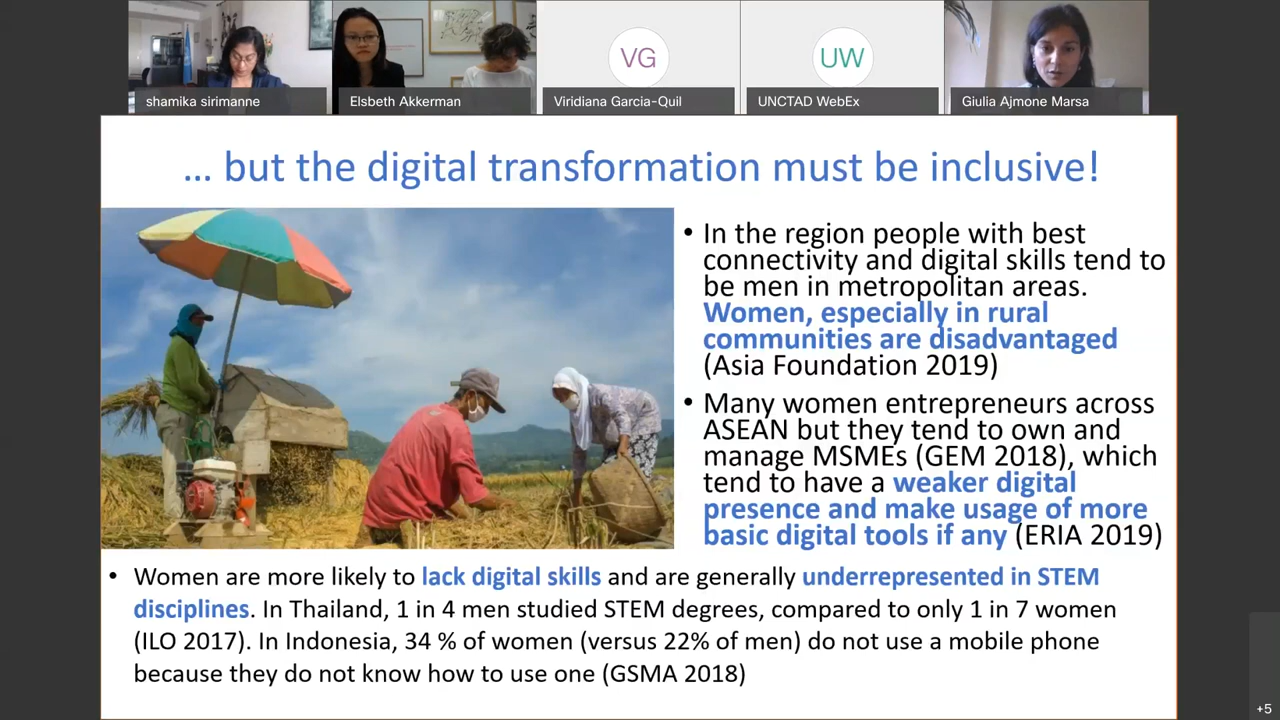 VG
UW
shamika sirimanne
Elsbeth Akkerman
Viridiana Garcia-Quil
UNCTAD WebEx
Giulia Ajmone Marsa
... but the digital transformation must be inclusive!
• In the region people with best
connectivity and digital skills tend to
be men in metropolitan areas.
Women, especially in rural
communities are disadvantaged
(Asia Foundation 2019)
• Many women entrepreneurs across
ASEAN but they tend to own and
manage MSMEs (GEM 2018), which
tend to have a weaker digital
presence and make usage of more
basic digital tools if any (ERIA 2019)
• Women are more likely to lack digital skills and are generally underrepresented in STEM
disciplines. In Thailand, 1 in 4 men studied STEM degrees, compared to only 1 in 7 women
(ILO 2017). In Indonesia, 34 % of women (versus 22% of men) do not use a mobile phone
because they do not know how to use one (GSMA 2018)
+5